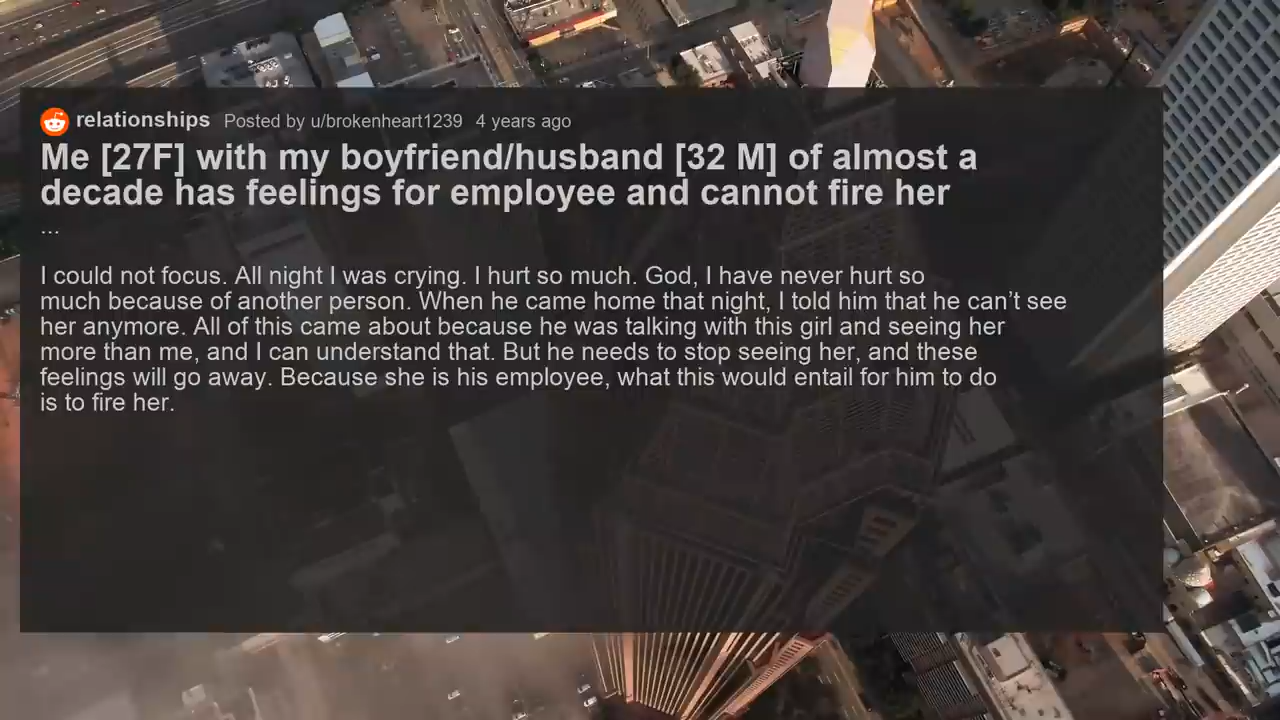 relationships Posted by u/brokenheart1239 4 years ago
Me [27F] with my boyfriend/husband [32 M] of almost a
decade has feelings for employee and cannot fire her
...
I could not focus. All night I was crying. I hurt so much. God, I have never hurt so
much because of another person. When he came home that night, I told him that he can’t see
her anymore. All of this came about because he was talking with this girl and seeing her
more than me, and I can understand that. But he needs to stop seeing her, and these
feelings will go away. Because she is his employee, what this would entail for him to do
is to fire her.